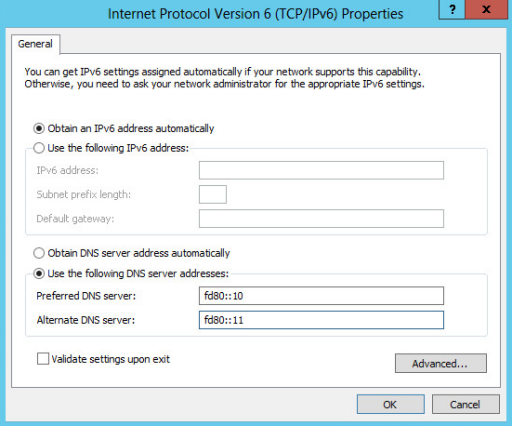 Internet Protocol Version 6 (TCP/IPv6) Properties
? x
General
You can get IPv6 settings assigned automatically if your network supports this capability.
Otherwise, you need to ask your network administrator for the appropriate IPv6 settings.
Obtain an IPv6 address automatically
Use the following IPv6 address:
IPv6 address:
Subnet prefix length:
Default gateway:
Obtain DNS server address automatically
Use the following DNS server addresses:
Preferred DNS server: fd80::10
Alternate DNS server: fd80::11
Validate settings upon exit
Advanced...
OK Cancel